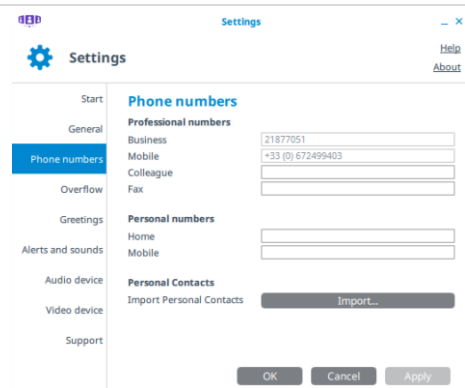 Settings
Settings
Help
About
Start
General
Phone numbers
Overflow
Greetings
Alerts and sounds
Audio device
Video device
Support
Phone numbers
Professional numbers
Business 21877051
Mobile +33 (0) 672499403
Colleague
Fax
Personal numbers
Home
Mobile
Personal Contacts
Import Personal Contacts Import...
OK Cancel Apply